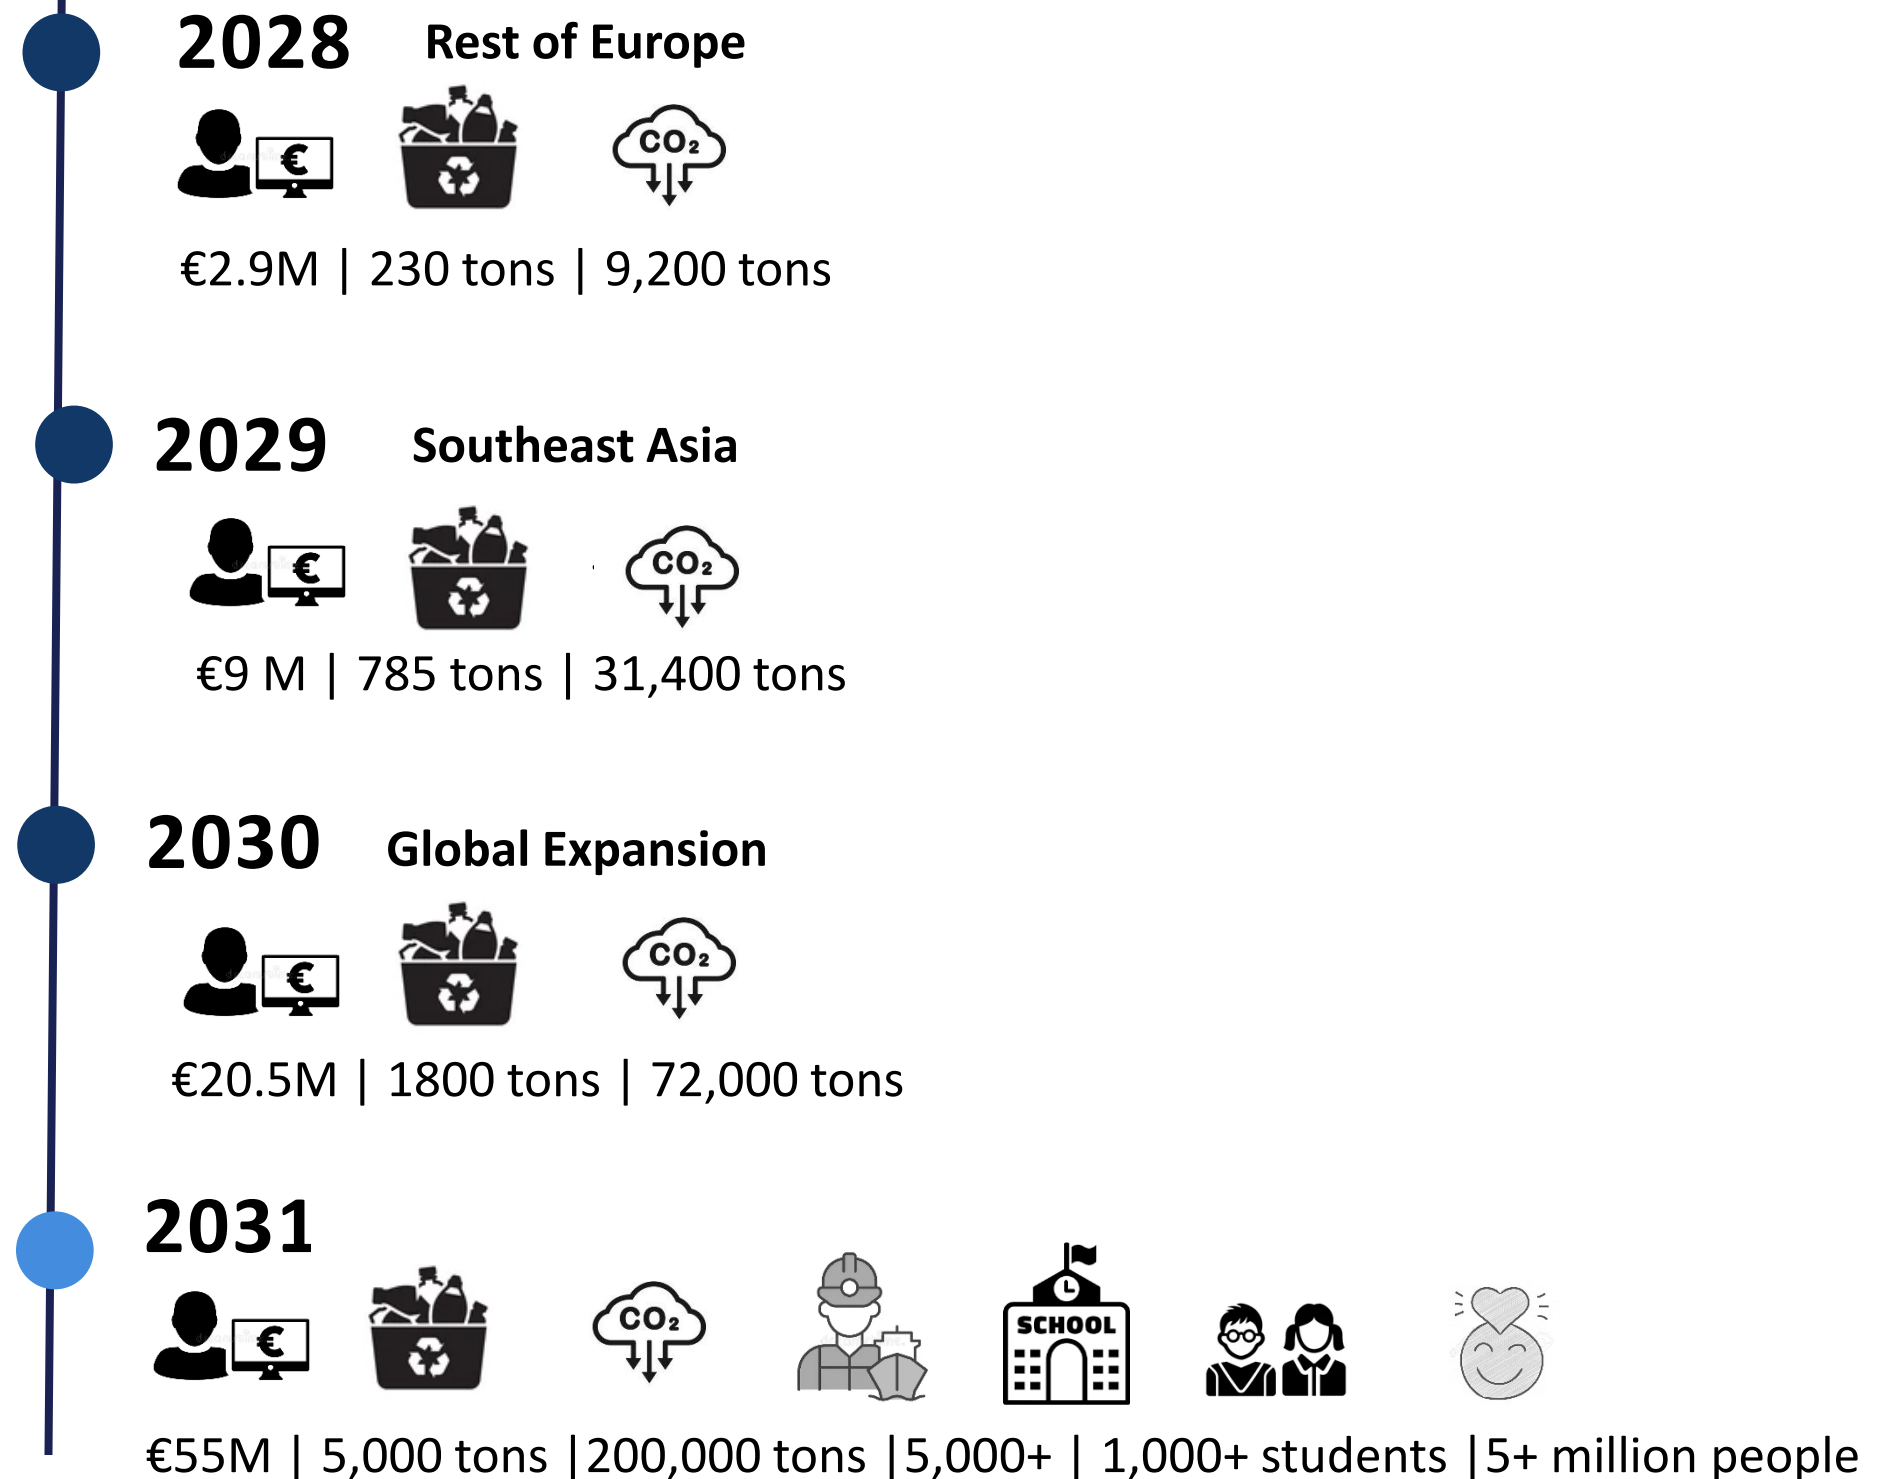 2028 Rest of Europe
€
CO₂
€2.9M | 230 tons | 9,200 tons
2029 Southeast Asia
€
CO₂
€9 M | 785 tons | 31,400 tons
2030 Global Expansion
€
CO₂
€20.5M | 1800 tons | 72,000 tons
2031
€
CO₂
SCHOOL
€55M | 5,000 tons |200,000 tons |5,000+ | 1,000+ students |5+ million people